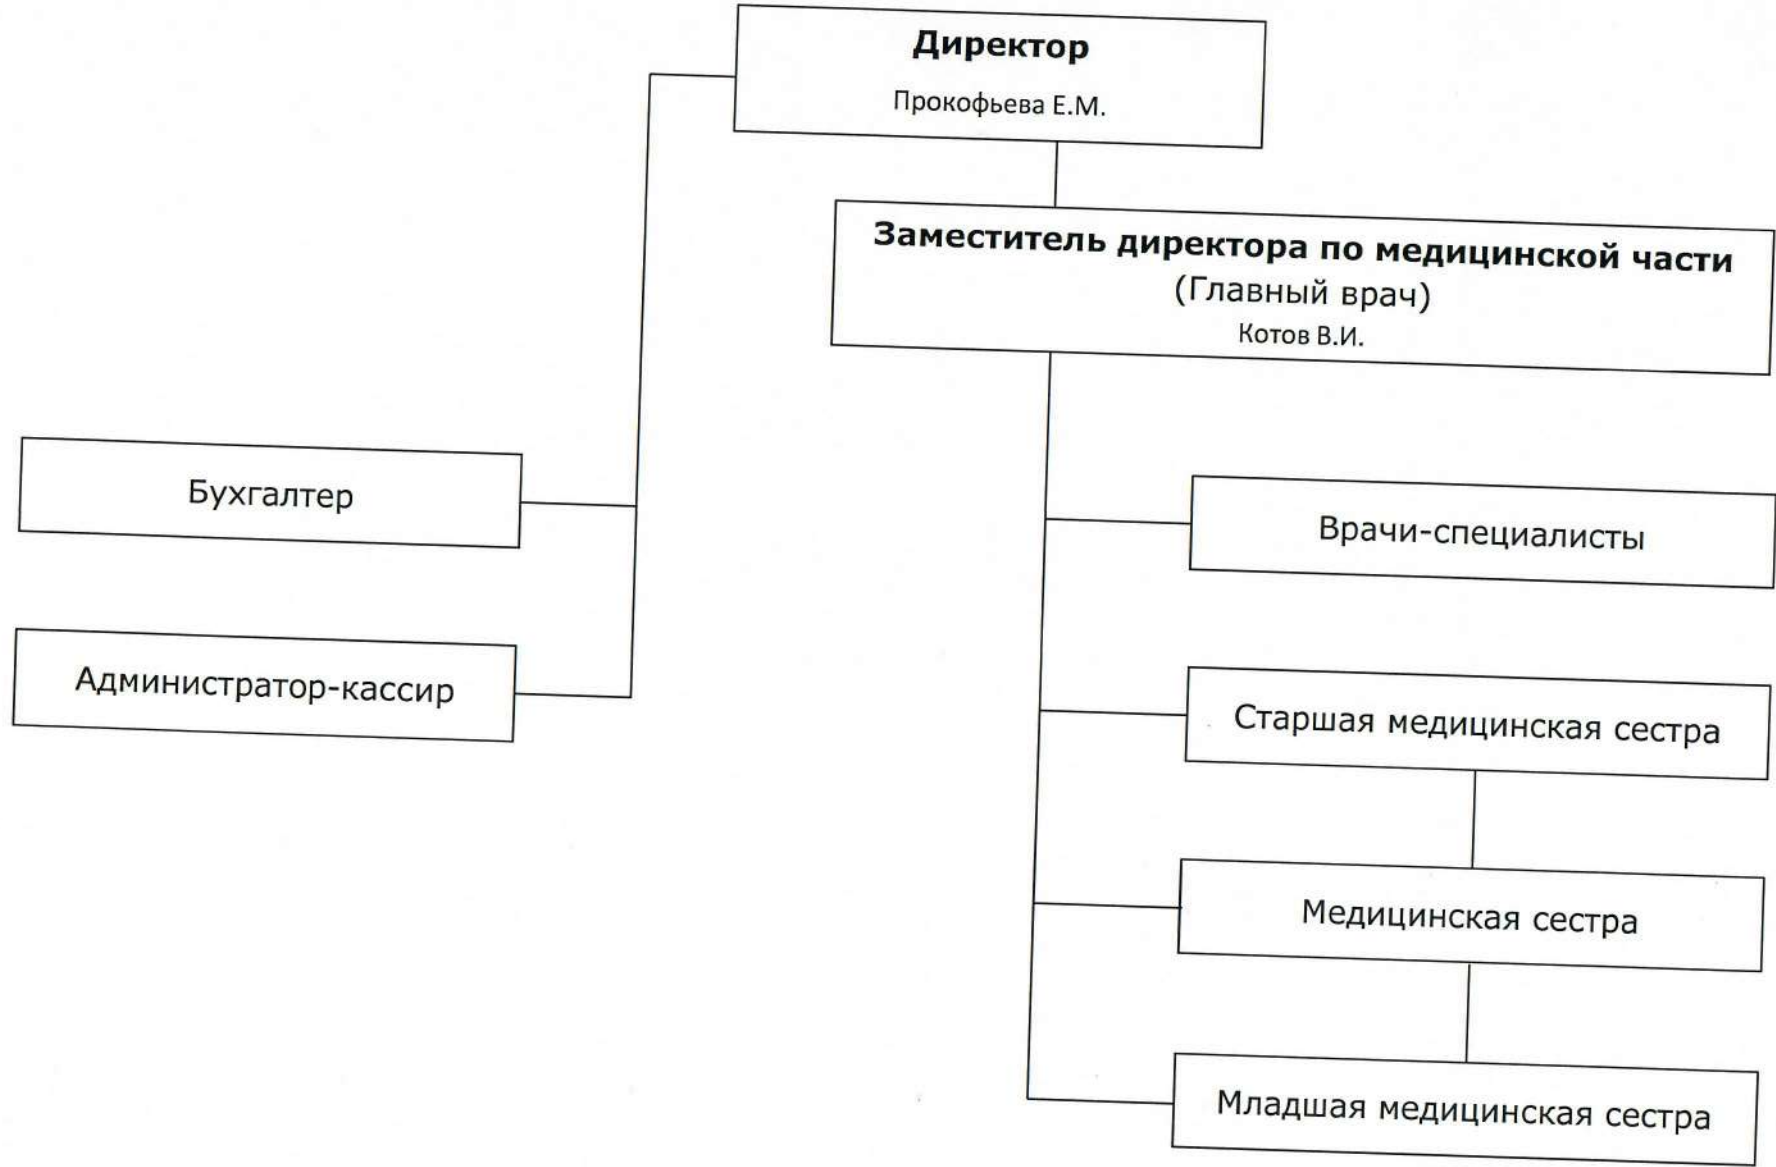 Директор
Прокофьева Е.М.
Заместитель директора по медицинской части
(Главный врач)
Котов В.И.
Бухгалтер
Администратор-кассир
Врачи-специалисты
Старшая медицинская сестра
Медицинская сестра
Младшая медицинская сестра